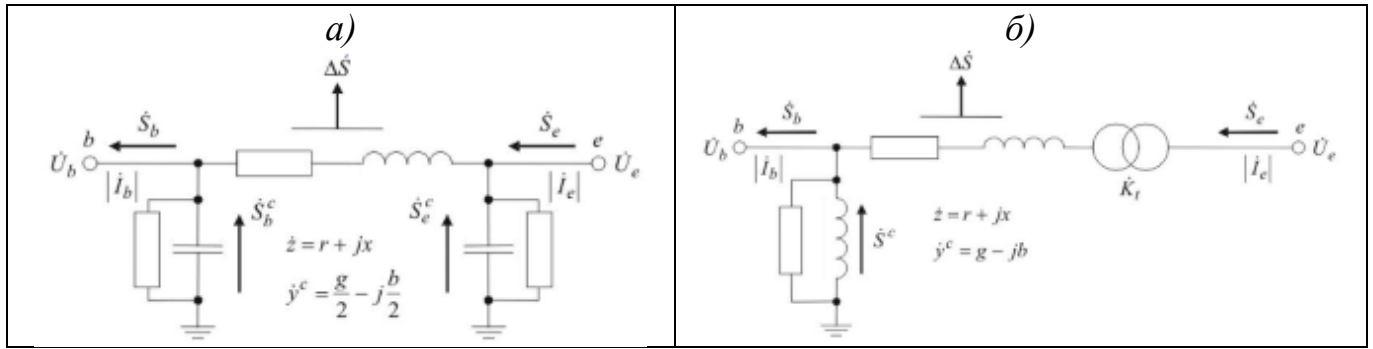 а)
ΔṠ
b Ṡ_b Ṡ_e e
U̇_b |İ_b| |İ_e| U̇_e
Ṡ_b^c Ṡ_e^c
ż = r + jx
ẏ^c = g/2 − j b/2
б)
ΔṠ
b Ṡ_b Ṡ_e e
U̇_b |İ_b| K̇_t |İ_e| U̇_e
Ṡ^c
ż = r + jx
ẏ^c = g − jb